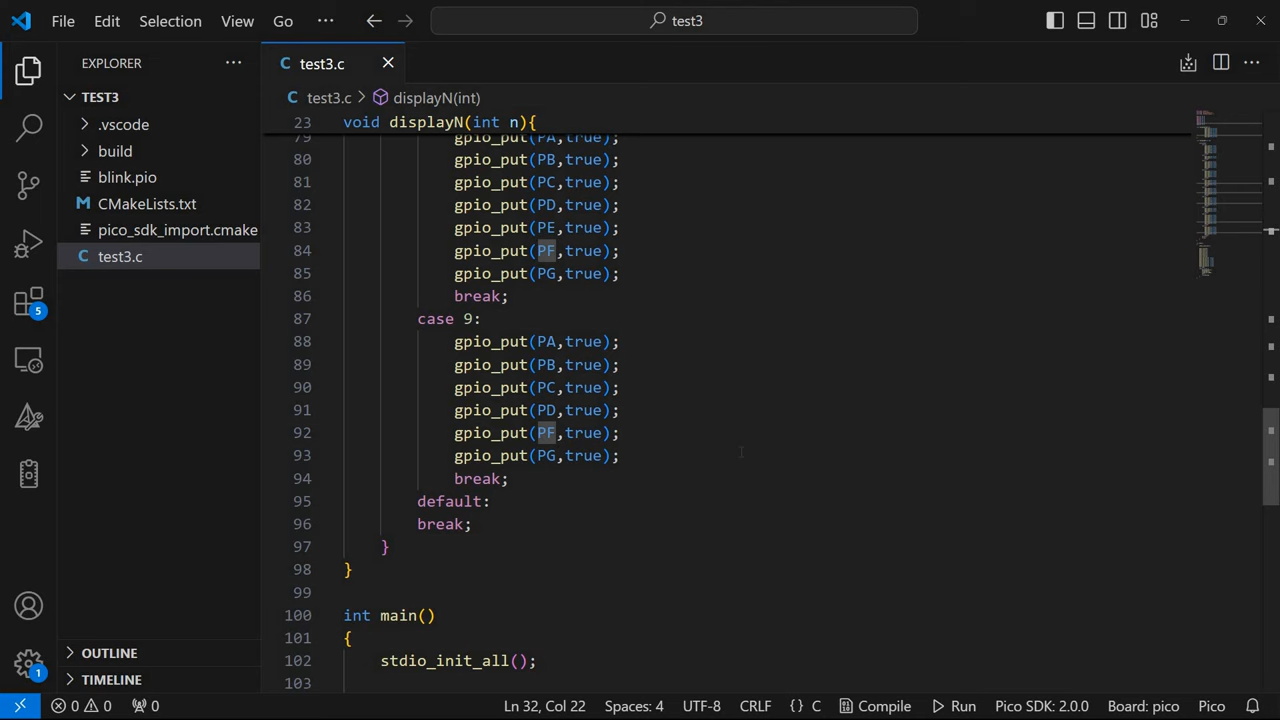 File Edit Selection View Go ··· test3
EXPLORER ···
TEST3
.vscode
build
blink.pio
CMakeLists.txt
pico_sdk_import.cmake
C test3.c
OUTLINE
TIMELINE
5
1
C test3.c
C test3.c > displayN(int)
23 void displayN(int n){
79 gpio_put(PA,true);
80 gpio_put(PB,true);
81 gpio_put(PC,true);
82 gpio_put(PD,true);
83 gpio_put(PE,true);
84 gpio_put(PF,true);
85 gpio_put(PG,true);
86 break;
87 case 9:
88 gpio_put(PA,true);
89 gpio_put(PB,true);
90 gpio_put(PC,true);
91 gpio_put(PD,true);
92 gpio_put(PF,true);
93 gpio_put(PG,true);
94 break;
95 default:
96 break;
97 }
98 }
99
100 int main()
101 {
102 stdio_init_all();
103
0 0 0 Ln 32, Col 22 Spaces: 4 UTF-8 CRLF {} C Compile Run Pico SDK: 2.0.0 Board: pico Pico